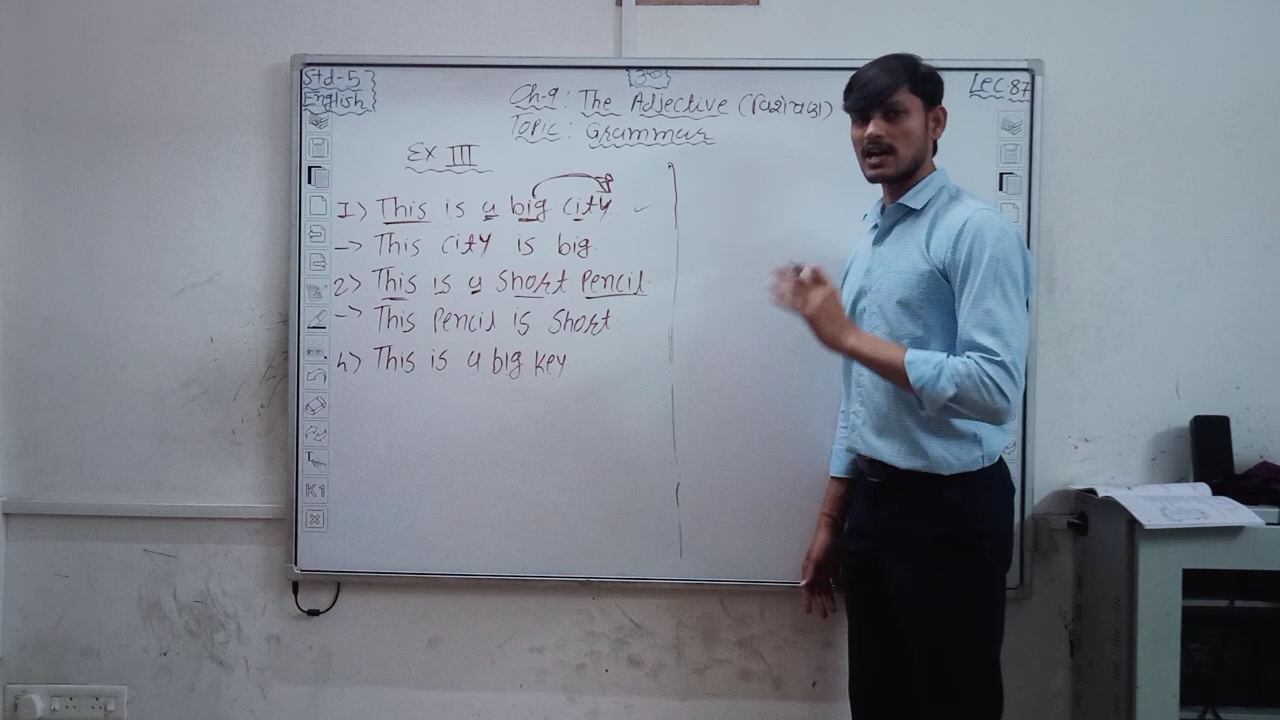 Std-5
English
ૐ
Lec-87
Ch-9: The Adjective (વિશેષણ)
Topic: Grammar
Ex III
1) This is a big city
→ This city is big.
2) This is a short Pencil.
→ This Pencil is short.
4) This is a big key
K1